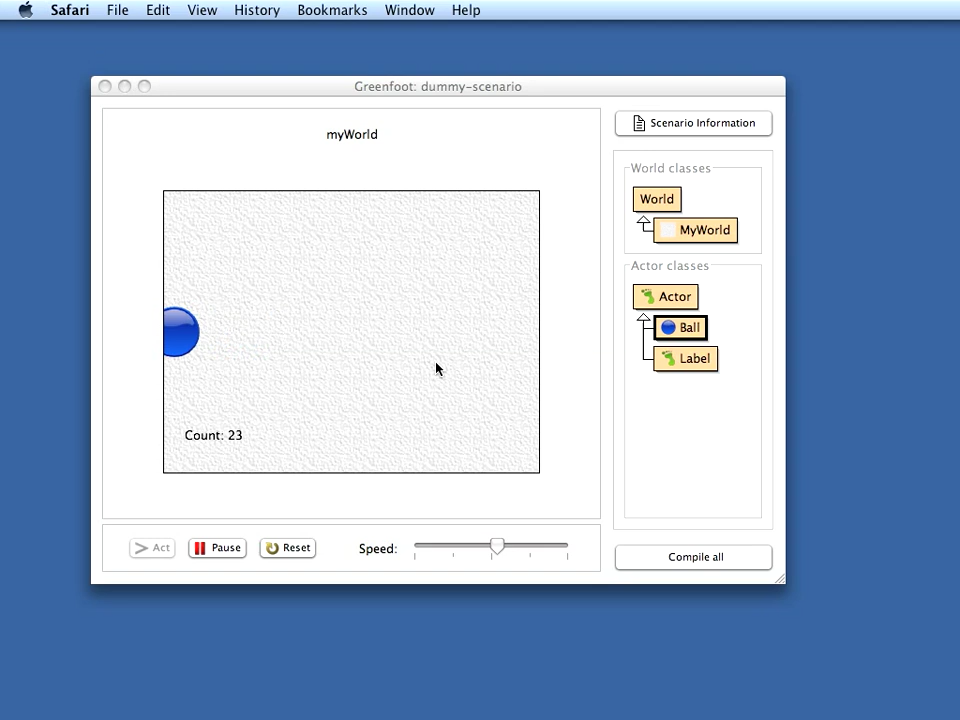 Safari File Edit View History Bookmarks Window Help
Greenfoot: dummy-scenario
myWorld
Scenario Information
World classes
World
MyWorld
Actor classes
Actor
Ball
Label
Count: 23
Act Pause Reset Speed:
Compile all